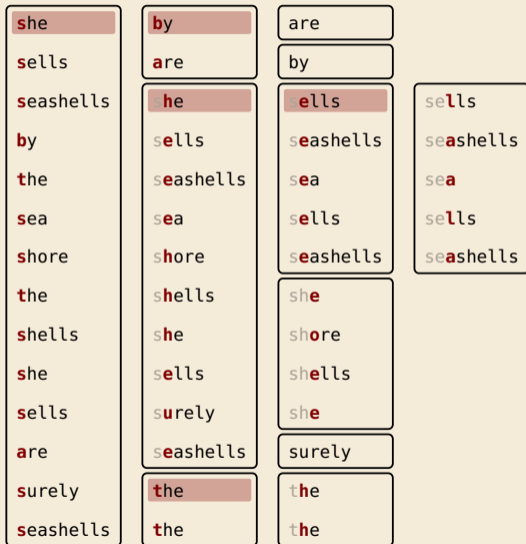 she by are
sells are by
seashells she sells sells
by sells seashells seashells
the seashells sea sea
sea sea sells sells
shore shore seashells seashells
the shells she
shells she shore
she sells shells
sells surely she
are seashells surely
surely the the
seashells the the